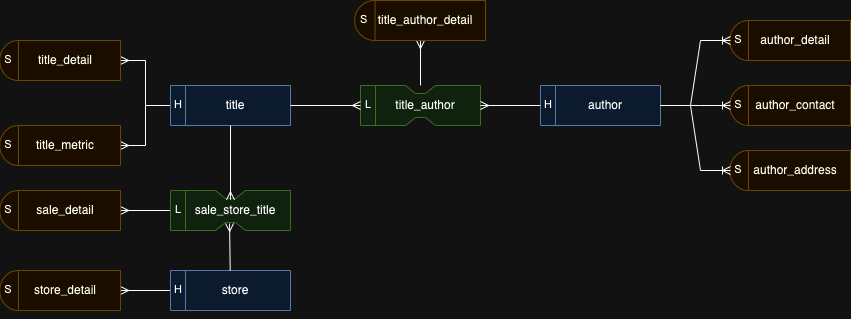 S title_author_detail
S title_detail
S author_detail
H title
L title_author
H author
S author_contact
S title_metric
S author_address
S sale_detail
L sale_store_title
S store_detail
H store